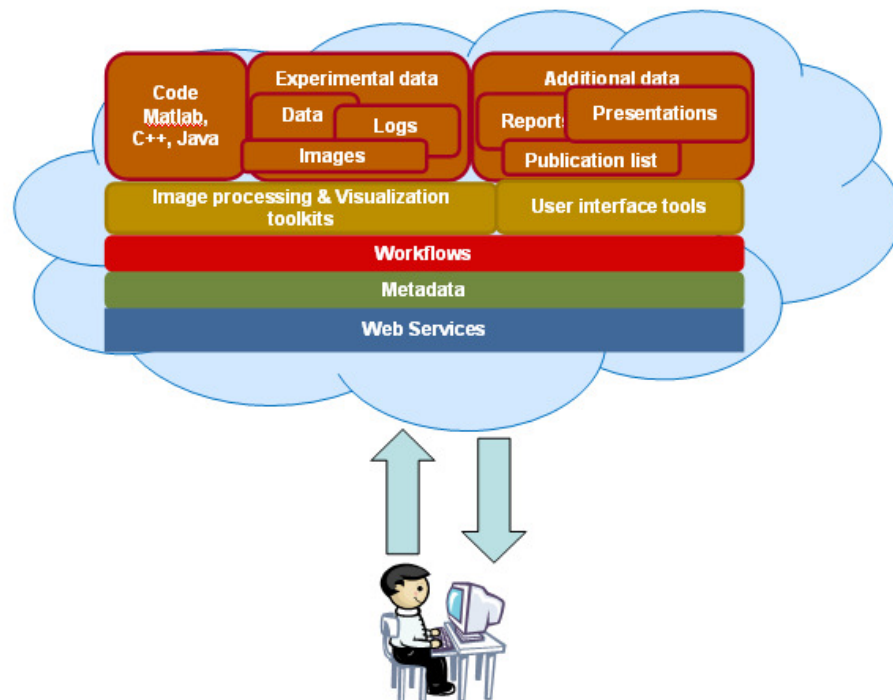 Code
Matlab,
C++, Java
Experimental data
Data
Logs
Images
Additional data
Reports
Presentations
Publication list
Image processing & Visualization
toolkits
User interface tools
Workflows
Metadata
Web Services